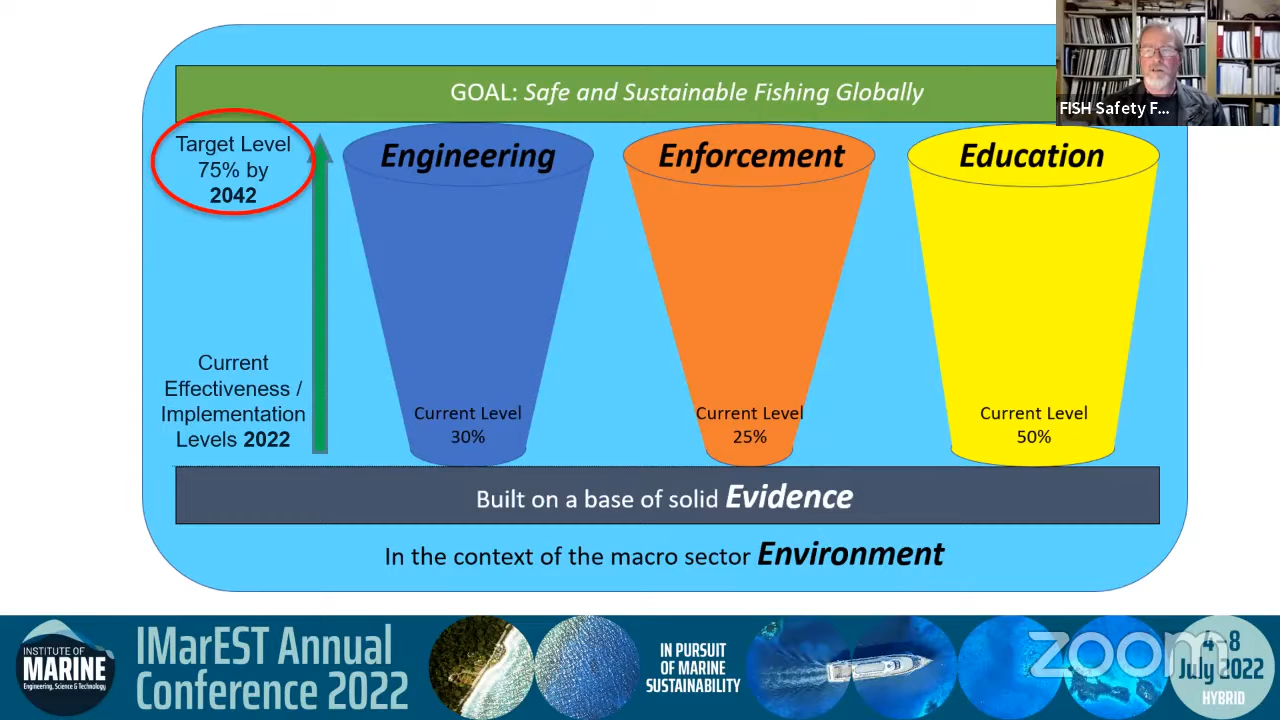 GOAL: Safe and Sustainable Fishing Globally
FISH Safety F...
Target Level
75% by
2042
Engineering
Enforcement
Education
Current
Effectiveness /
Implementation
Levels 2022
Current Level
30%
Current Level
25%
Current Level
50%
Built on a base of solid Evidence
In the context of the macro sector Environment
INSTITUTE OF
MARINE
Engineering, Science & Technology
IMarEST Annual
Conference 2022
IN PURSUIT
OF MARINE
SUSTAINABILITY
zoom
4–8
July 2022
HYBRID